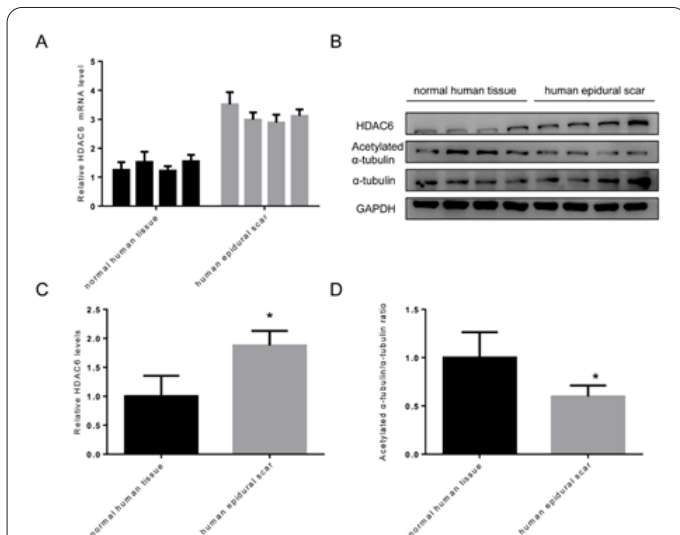 A
Relative HDAC6 mRNA level
5
4
3
2
1
0
normal human tissue
human epidural scar
B
normal human tissue human epidural scar
HDAC6
Acetylated
α-tubulin
α-tubulin
GAPDH
C
Relative HDAC6 levels
2.5
2.0
1.5
1.0
0.5
0.0
*
normal human tissue
human epidural scar
D
Acetylated α-tubulin/α-tubulin ratio
1.5
1.0
0.5
0.0
*
normal human tissue
human epidural scar